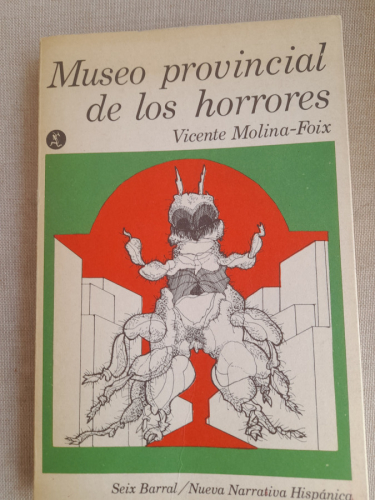 Museo provincial
de los horrores
Vicente Molina-Foix
Seix Barral/Nueva Narrativa Hispánica